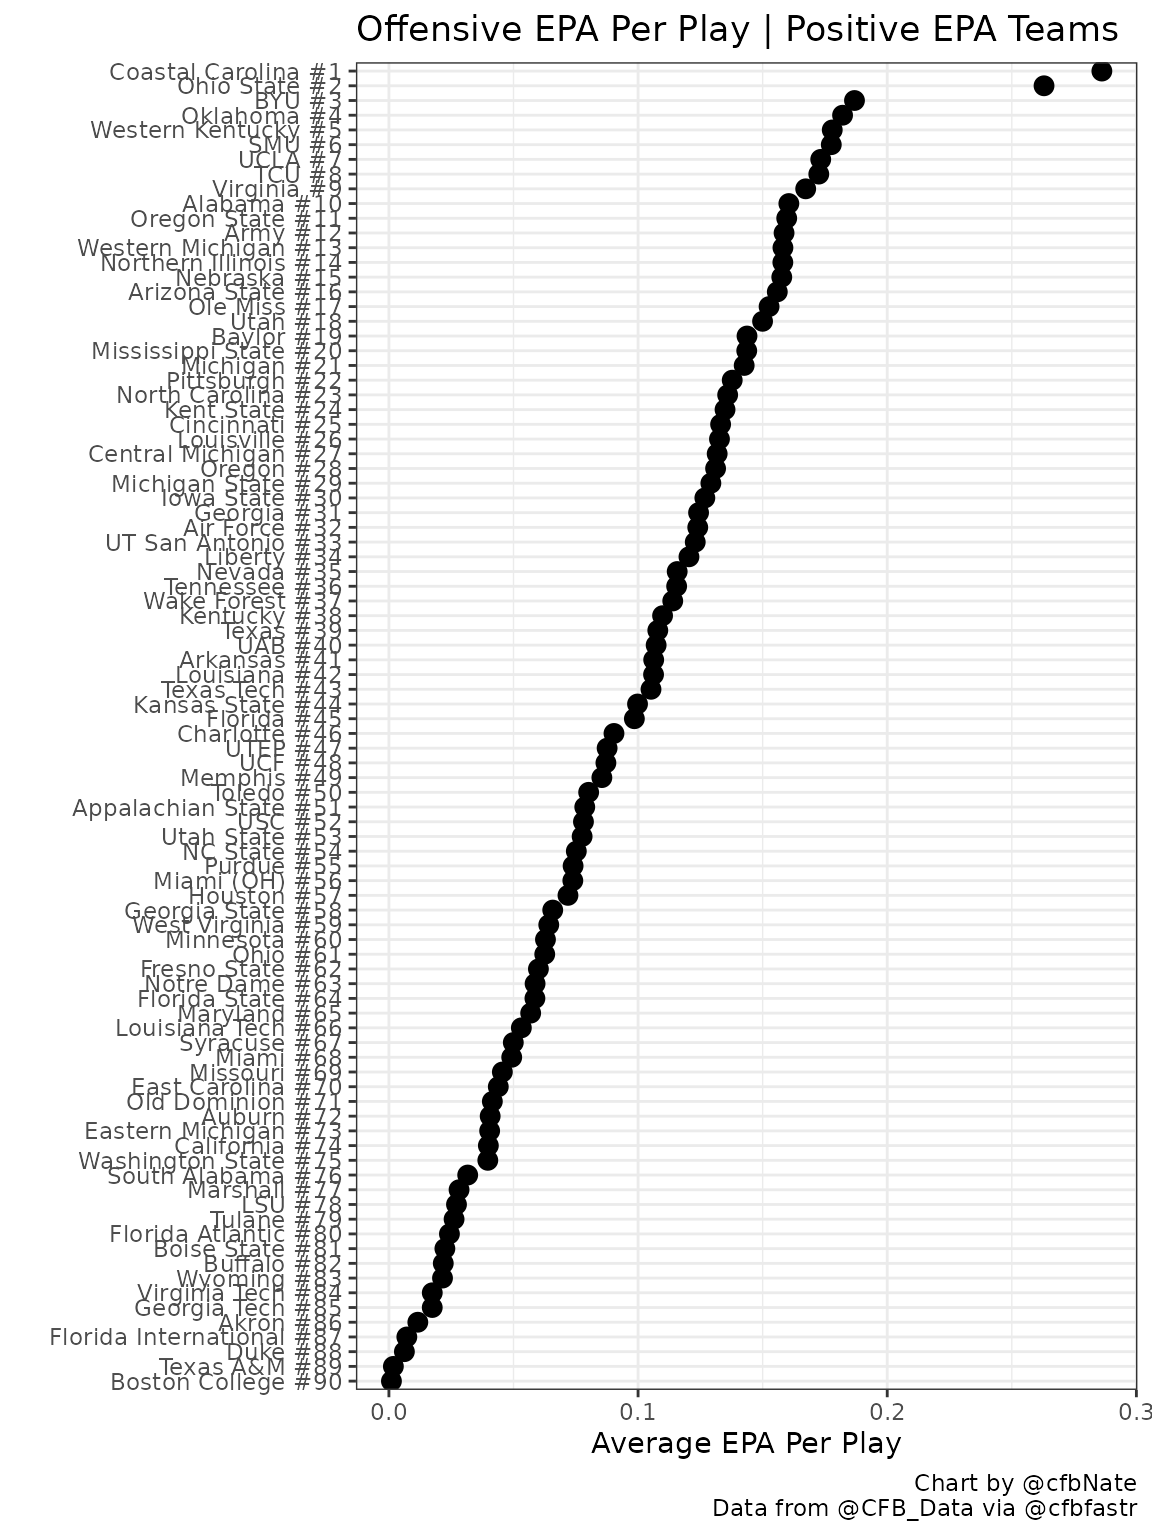 Offensive EPA Per Play | Positive EPA Teams
Coastal Carolina #1
Ohio State #2
BYU #3
Oklahoma #4
Western Kentucky #5
SMU #6
UCLA #7
TCU #8
Virginia #9
Alabama #10
Oregon State #11
Army #12
Western Michigan #13
Northern Illinois #14
Nebraska #15
Arizona State #16
Ole Miss #17
Utah #18
Baylor #19
Mississippi State #20
Michigan #21
Pittsburgh #22
North Carolina #23
Kent State #24
Cincinnati #25
Louisville #26
Central Michigan #27
Oregon #28
Michigan State #29
Iowa State #30
Georgia #31
Air Force #32
UT San Antonio #33
Liberty #34
Nevada #35
Tennessee #36
Wake Forest #37
Kentucky #38
Texas #39
UAB #40
Arkansas #41
Louisiana #42
Texas Tech #43
Kansas State #44
Florida #45
Charlotte #46
UTEP #47
UCF #48
Memphis #49
Toledo #50
Appalachian State #51
USC #52
Utah State #53
NC State #54
Purdue #55
Miami (OH) #56
Houston #57
Georgia State #58
West Virginia #59
Minnesota #60
Ohio #61
Fresno State #62
Notre Dame #63
Florida State #64
Maryland #65
Louisiana Tech #66
Syracuse #67
Miami #68
Missouri #69
East Carolina #70
Old Dominion #71
Auburn #72
Eastern Michigan #73
California #74
Washington State #75
South Alabama #76
Marshall #77
LSU #78
Tulane #79
Florida Atlantic #80
Boise State #81
Buffalo #82
Wyoming #83
Virginia Tech #84
Georgia Tech #85
Akron #86
Florida International #87
Duke #88
Texas A&M #89
Boston College #90
0.0 0.1 0.2 0.3
Average EPA Per Play
Chart by @cfbNate
Data from @CFB_Data via @cfbfastr